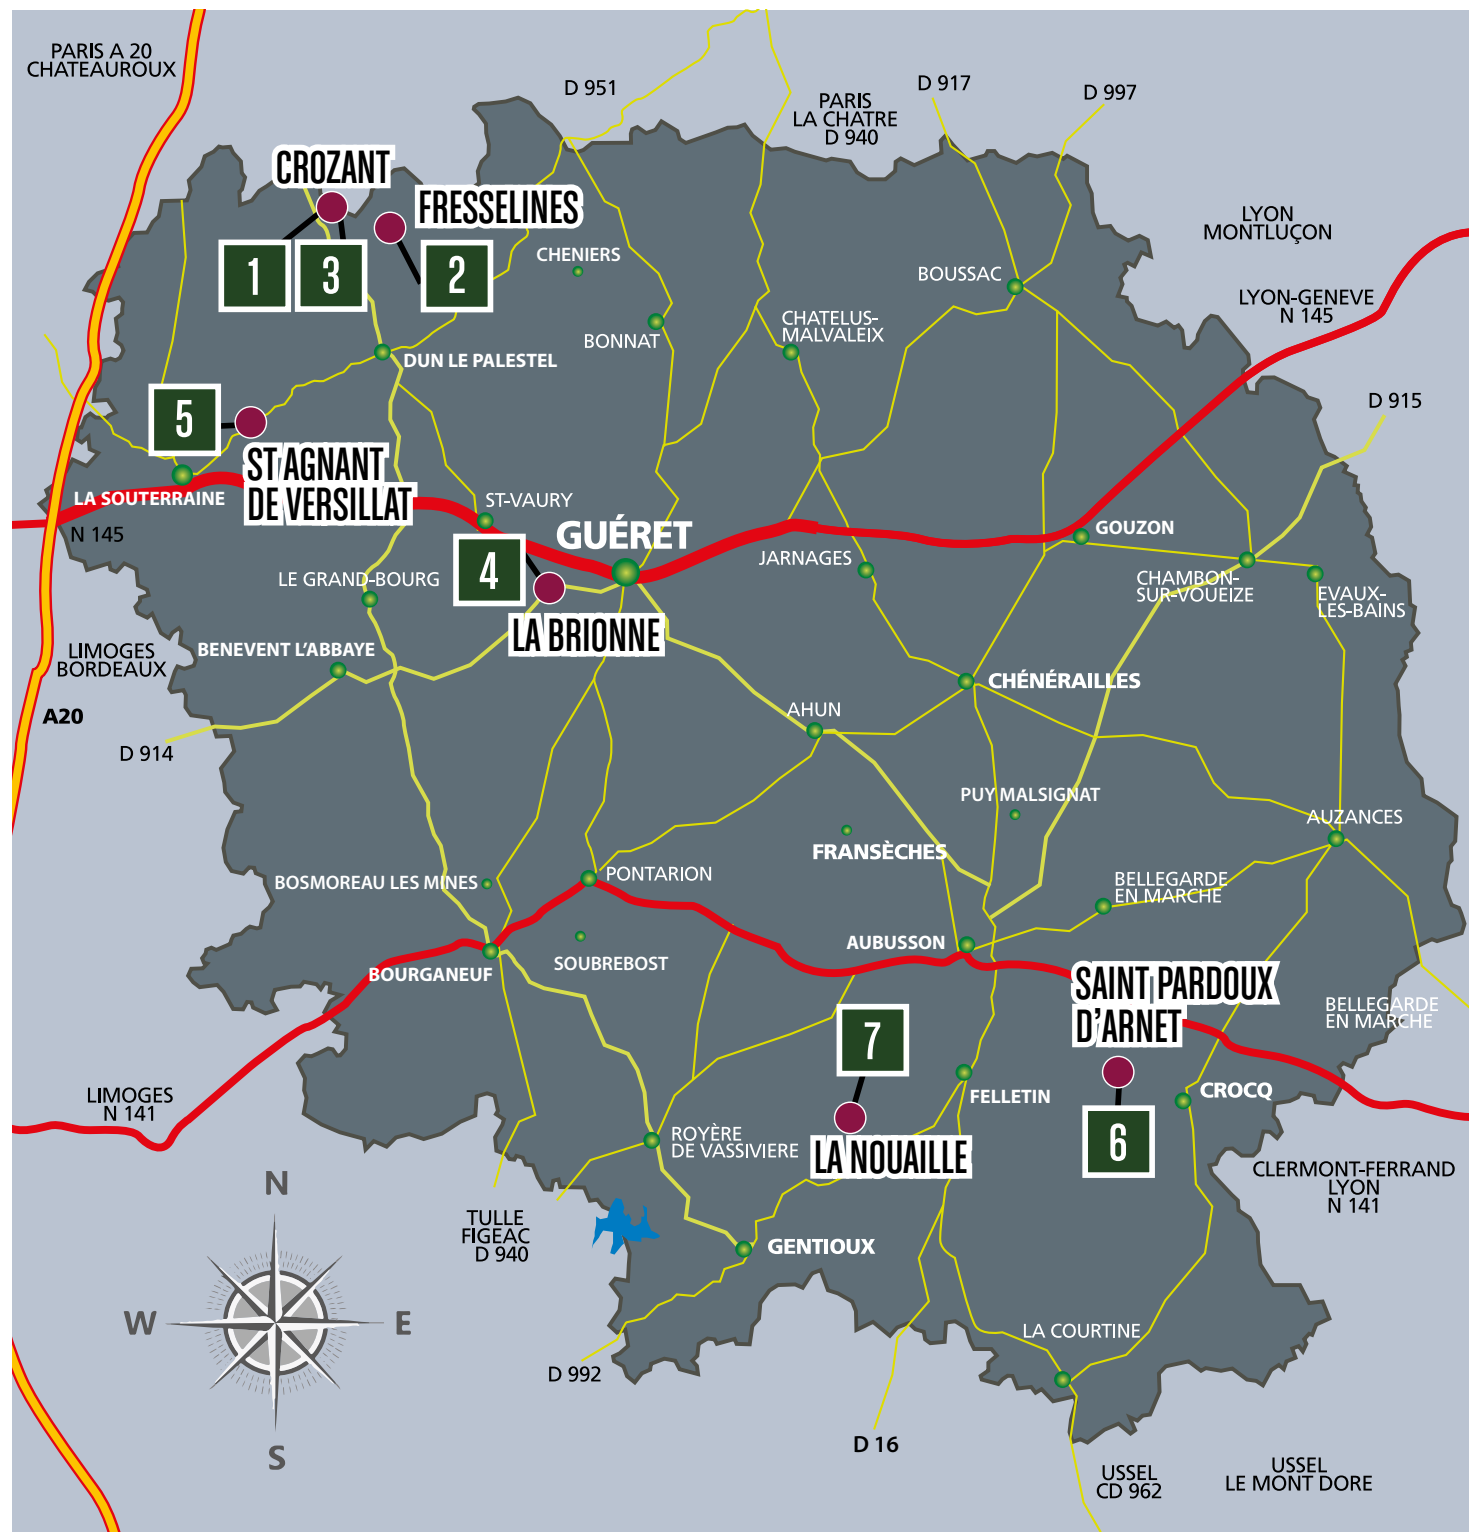 PARIS A 20
CHATEAUROUX
D 951
D 917
D 997
PARIS
LA CHATRE
D 940
CROZANT
FRESSELINES
1
3
2
CHENIERS
LYON
MONTLUÇON
BOUSSAC
LYON-GENEVE
N 145
BONNAT
CHATELUS-
MALVALEIX
DUN LE PALESTEL
D 915
5
ST AGNANT
DE VERSILLAT
LA SOUTERRAINE
ST-VAURY
N 145
GUÉRET
GOUZON
4
JARNAGES
LE GRAND-BOURG
CHAMBON-
SUR-VOUEIZE
EVAUX-
LES-BAINS
LA BRIONNE
LIMOGES
BORDEAUX
BENEVENT L'ABBAYE
CHÉNÉRAILLES
A20
AHUN
D 914
PUY MALSIGNAT
AUZANCES
FRANSÈCHES
BOSMOREAU LES MINES
PONTARION
BELLEGARDE
EN MARCHE
AUBUSSON
SOUBREBOST
BOURGANEUF
SAINT PARDOUX
D'ARNET
BELLEGARDE
EN MARCHE
7
LIMOGES
N 141
FELLETIN
CROCQ
6
ROYÈRE
DE VASSIVIERE
LA NOUAILLE
CLERMONT-FERRAND
LYON
N 141
N
TULLE
FIGEAC
D 940
GENTIOUX
W
E
LA COURTINE
D 992
S
D 16
USSEL
CD 962
USSEL
LE MONT DORE